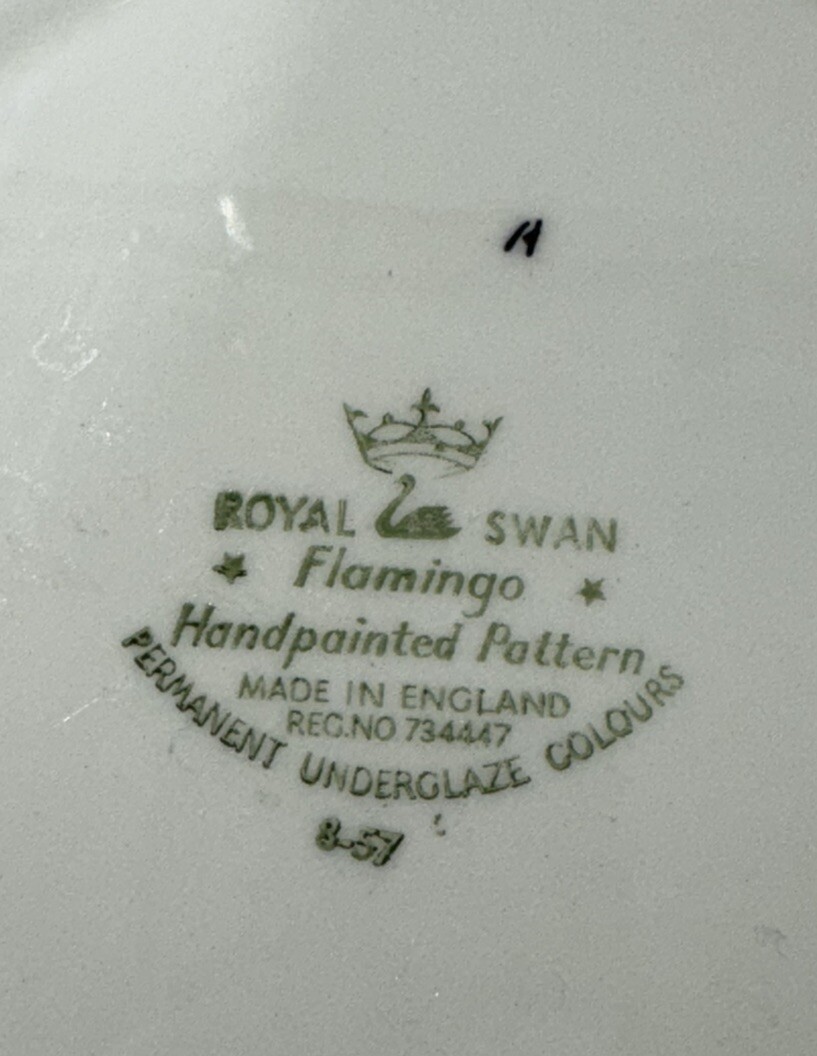 ROYAL SWAN
Flamingo
Handpainted Pattern
MADE IN ENGLAND
REG.NO 734447
PERMANENT UNDERGLAZE COLOURS
8-57